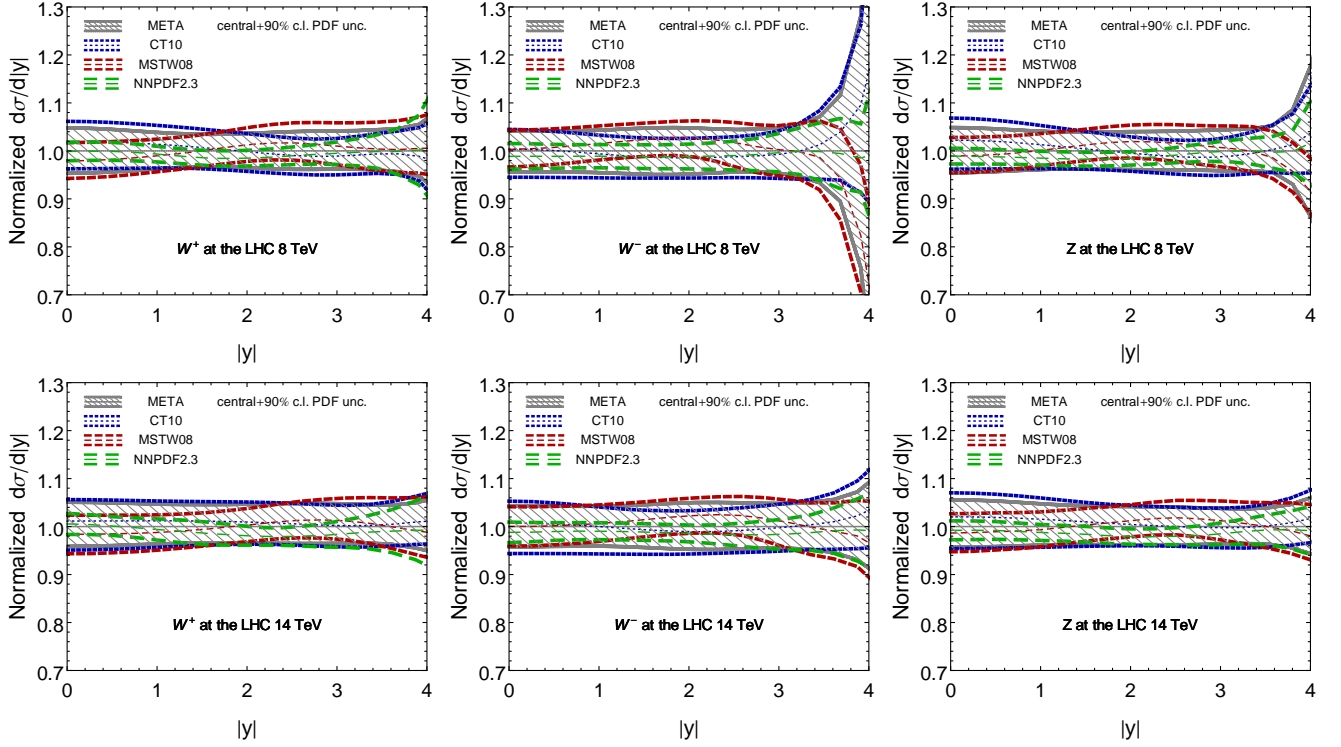 1.3
META central+90% c.l. PDF unc.
CT10
1.2
MSTW08
NNPDF2.3
1.1
1.0
0.9
0.8
0.7
Normalized dσ/d|y|
W+ at the LHC 8 TeV
0 1 2 3 4
|y|
1.3
META central+90% c.l. PDF unc.
CT10
1.2
MSTW08
NNPDF2.3
1.1
1.0
0.9
0.8
0.7
Normalized dσ/d|y|
W− at the LHC 8 TeV
0 1 2 3 4
|y|
1.3
META central+90% c.l. PDF unc.
CT10
1.2
MSTW08
NNPDF2.3
1.1
1.0
0.9
0.8
0.7
Normalized dσ/d|y|
Z at the LHC 8 TeV
0 1 2 3 4
|y|
1.3
META central+90% c.l. PDF unc.
CT10
1.2
MSTW08
NNPDF2.3
1.1
1.0
0.9
0.8
0.7
Normalized dσ/d|y|
W+ at the LHC 14 TeV
0 1 2 3 4
|y|
1.3
META central+90% c.l. PDF unc.
CT10
1.2
MSTW08
NNPDF2.3
1.1
1.0
0.9
0.8
0.7
Normalized dσ/d|y|
W− at the LHC 14 TeV
0 1 2 3 4
|y|
1.3
META central+90% c.l. PDF unc.
CT10
1.2
MSTW08
NNPDF2.3
1.1
1.0
0.9
0.8
0.7
Normalized dσ/d|y|
Z at the LHC 14 TeV
0 1 2 3 4
|y|